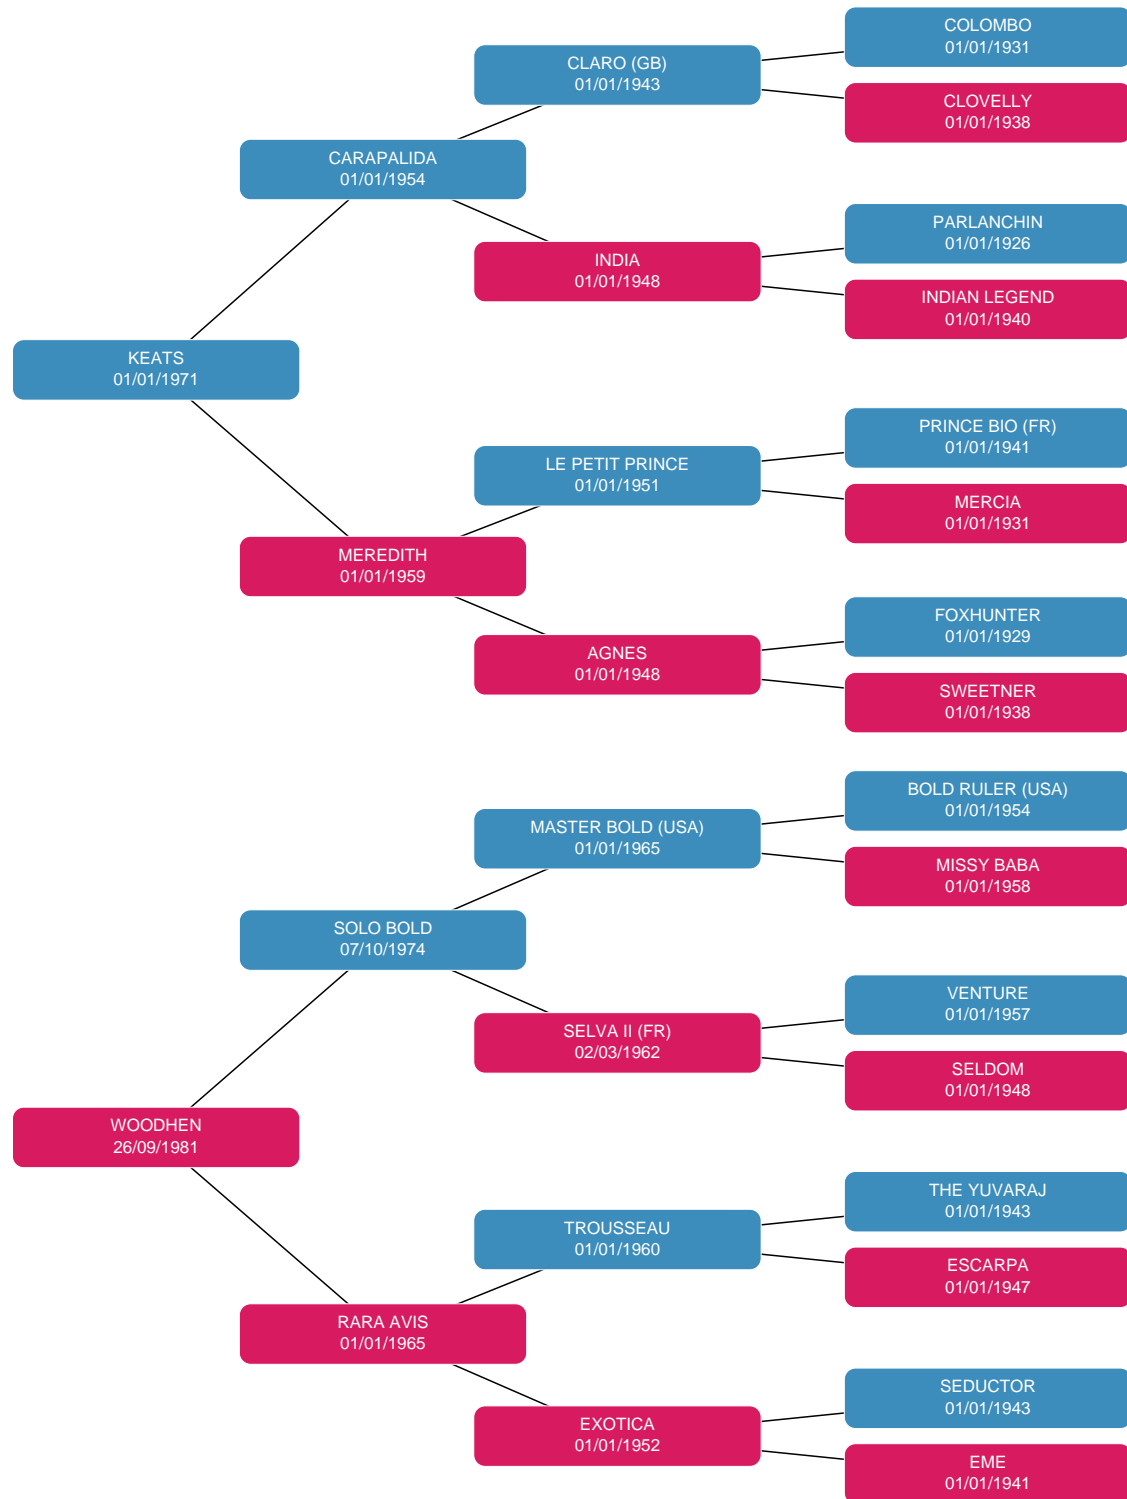 COLOMBO
01/01/1931
CLARO (GB)
01/01/1943
CLOVELLY
01/01/1938
CARAPALIDA
01/01/1954
PARLANCHIN
01/01/1926
INDIA
01/01/1948
INDIAN LEGEND
01/01/1940
KEATS
01/01/1971
PRINCE BIO (FR)
01/01/1941
LE PETIT PRINCE
01/01/1951
MERCIA
01/01/1931
MEREDITH
01/01/1959
FOXHUNTER
01/01/1929
AGNES
01/01/1948
SWEETNER
01/01/1938
BOLD RULER (USA)
01/01/1954
MASTER BOLD (USA)
01/01/1965
MISSY BABA
01/01/1958
SOLO BOLD
07/10/1974
VENTURE
01/01/1957
SELVA II (FR)
02/03/1962
SELDOM
01/01/1948
WOODHEN
26/09/1981
THE YUVARAJ
01/01/1943
TROUSSEAU
01/01/1960
ESCARPA
01/01/1947
RARA AVIS
01/01/1965
SEDUCTOR
01/01/1943
EXOTICA
01/01/1952
EME
01/01/1941